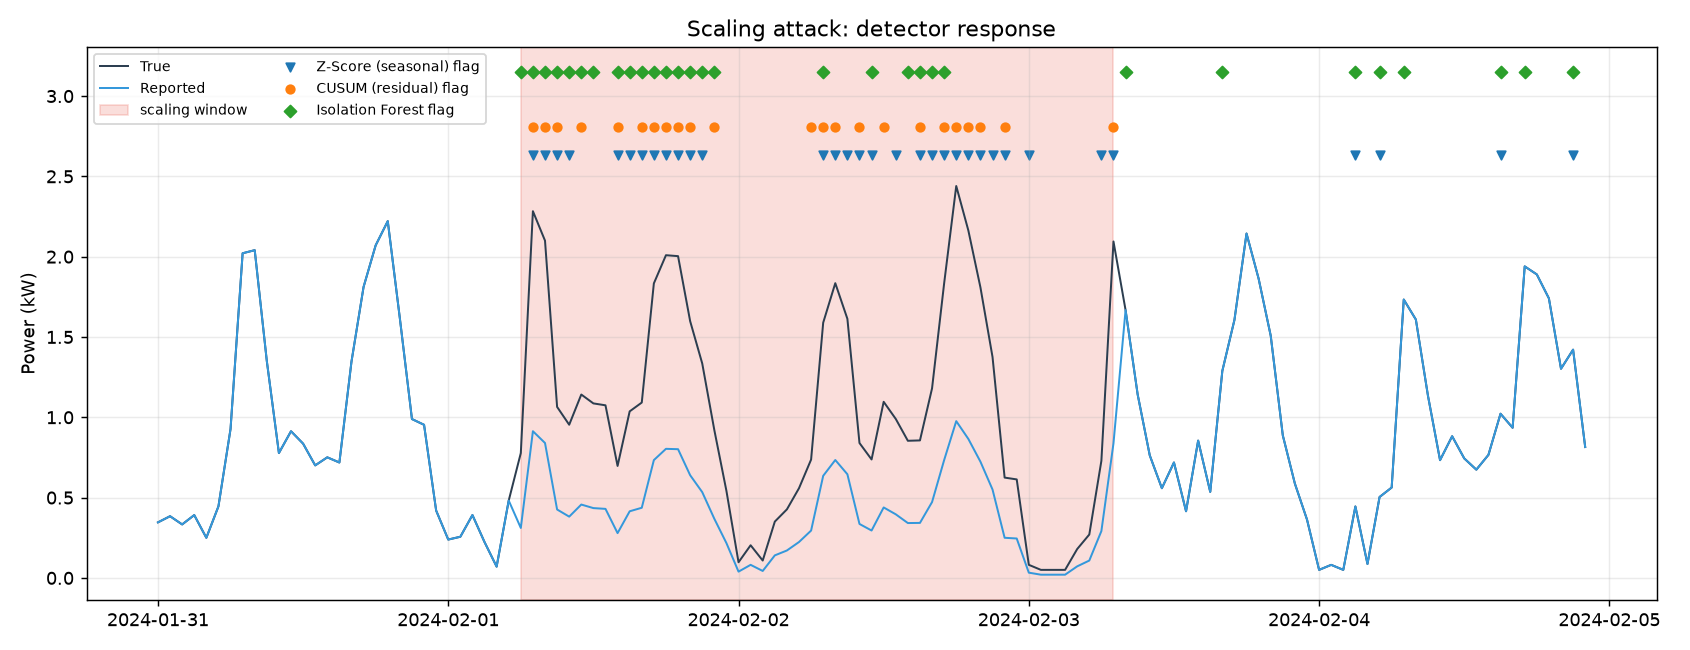 Scaling attack: detector response
True
Reported
scaling window
Z-Score (seasonal) flag
CUSUM (residual) flag
Isolation Forest flag
Power (kW)
3.0
2.5
2.0
1.5
1.0
0.5
0.0
2024-01-31
2024-02-01
2024-02-02
2024-02-03
2024-02-04
2024-02-05